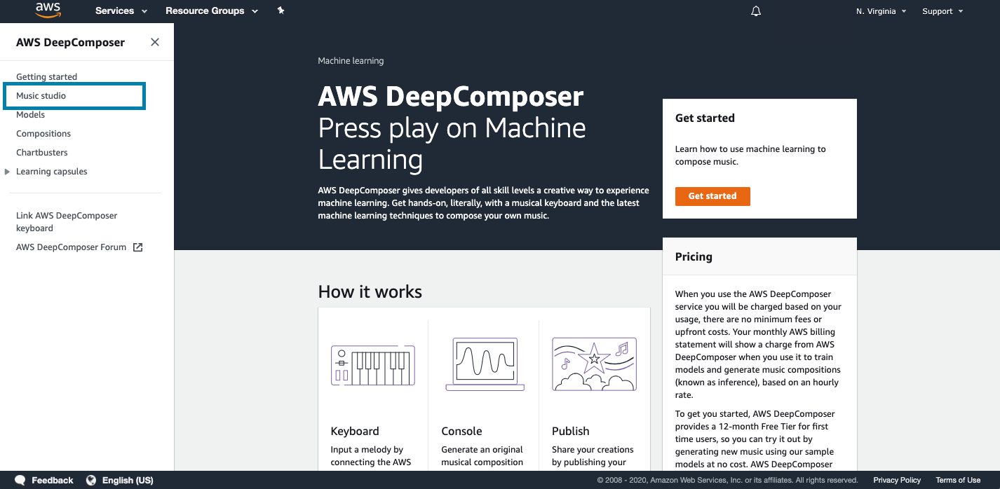 aws
Services
Resource Groups
N. Virginia
Support
AWS DeepComposer
Getting started
Music studio
Models
Compositions
Chartbusters
Learning capsules
Link AWS DeepComposer
keyboard
AWS DeepComposer Forum
Machine learning
AWS DeepComposer
Press play on Machine
Learning
AWS DeepComposer gives developers of all skill levels a creative way to experience
machine learning. Get hands-on, literally, with a musical keyboard and the latest
machine learning techniques to compose your own music.
Get started
Learn how to use machine learning to
compose music.
Get started
How it works
Keyboard
Input a melody by
connecting the AWS
Console
Generate an original
musical composition
Publish
Share your creations
by publishing your
Pricing
When you use the AWS DeepComposer
service you will be charged based on your
usage, there are no minimum fees or
upfront costs. Your monthly AWS billing
statement will show a charge from AWS
DeepComposer when you use it to train
models and generate music compositions
(known as inference), based on an hourly
rate.
To get you started, AWS DeepComposer
provides a 12-month Free Tier for first
time users, so you can try it out by
generating new music using our sample
models at no cost. AWS DeepComposer
Feedback
English (US)
© 2008 - 2020, Amazon Web Services, Inc. or its affiliates. All rights reserved.
Privacy Policy
Terms of Use